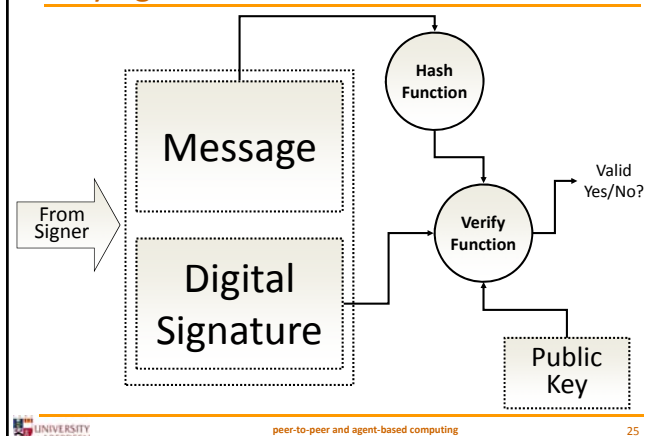 Hash
Function
Message
Valid
Yes/No?
From
Signer
Verify
Function
Digital
Signature
Public
Key
UNIVERSITY
peer-to-peer and agent-based computing
25